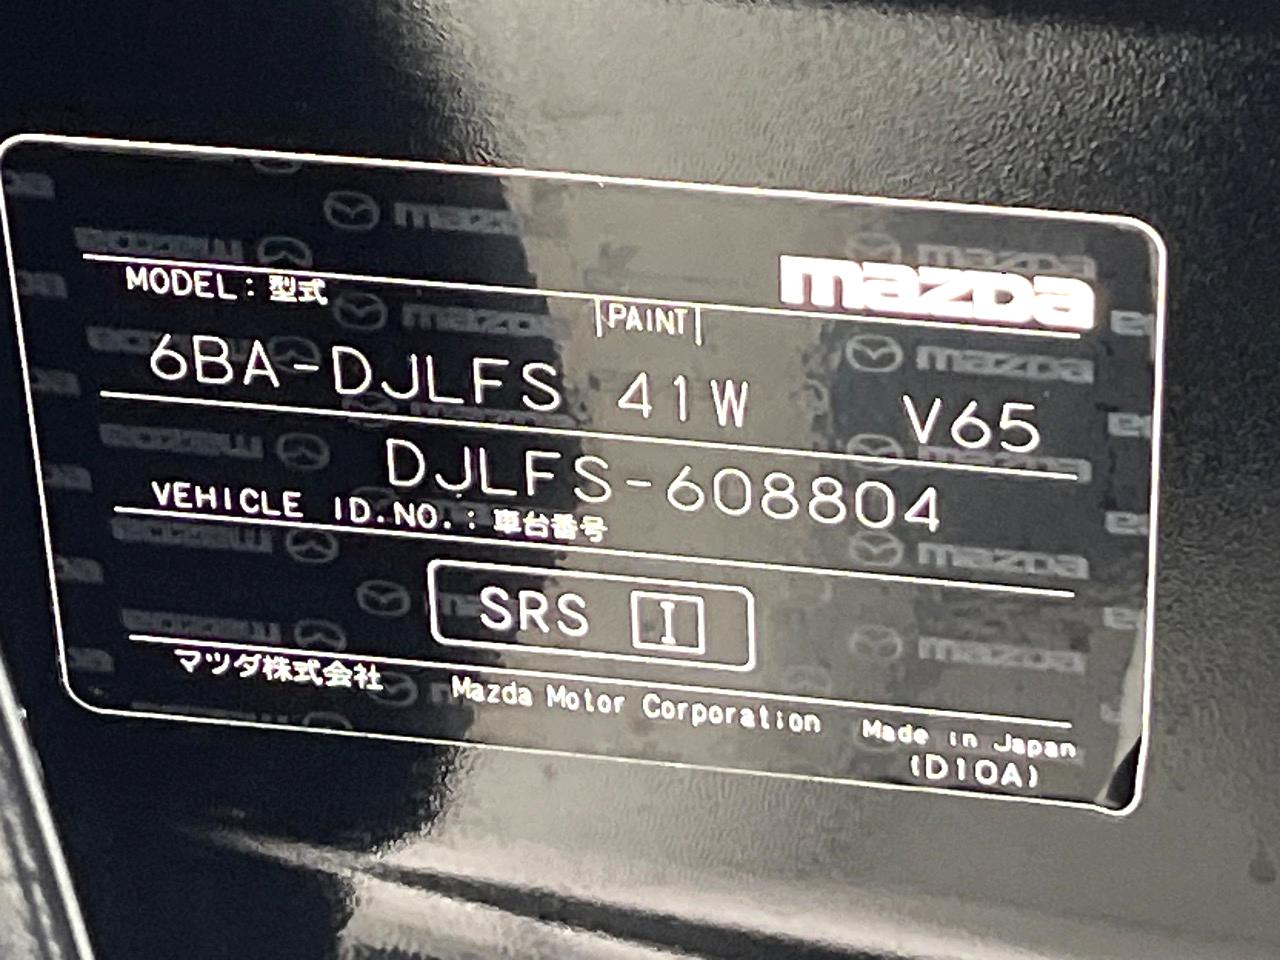 mazda
MODEL: 型式
PAINT
6BA-DJLFS 41W V65
DJLFS-608804
VEHICLE ID.NO.: 車台番号
SRS I
マツダ株式会社 Mazda Motor Corporation Made in Japan
(D10A)